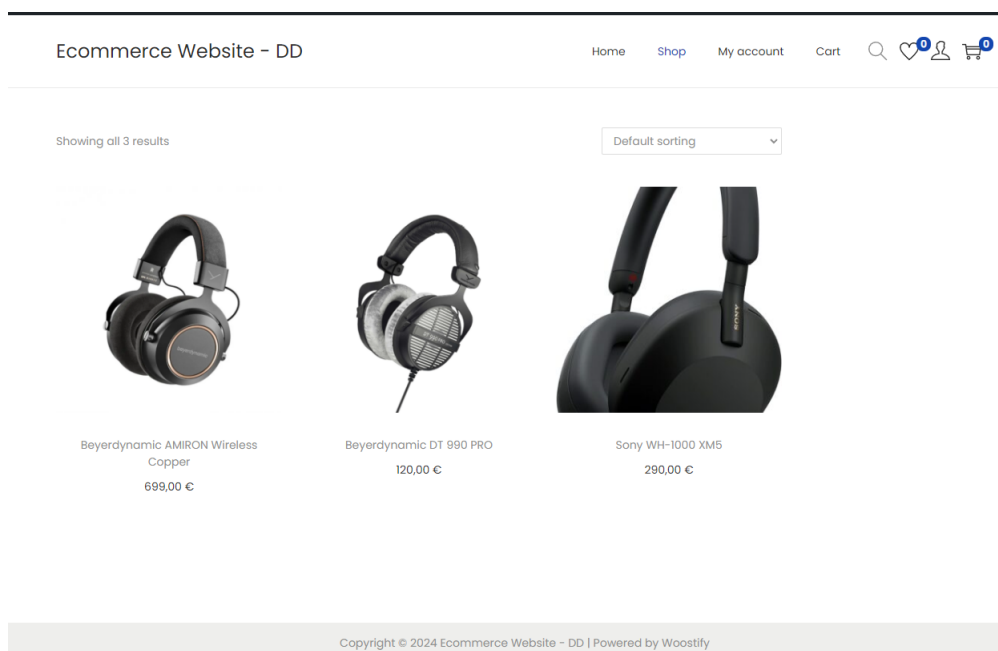 Ecommerce Website - DD
Home Shop My account Cart 0 0
Showing all 3 results
Default sorting
SONY
Beyerdynamic AMIRON Wireless
Copper
699,00 €
Beyerdynamic DT 990 PRO
120,00 €
Sony WH-1000 XM5
290,00 €
Copyright © 2024 Ecommerce Website - DD | Powered by Woostify